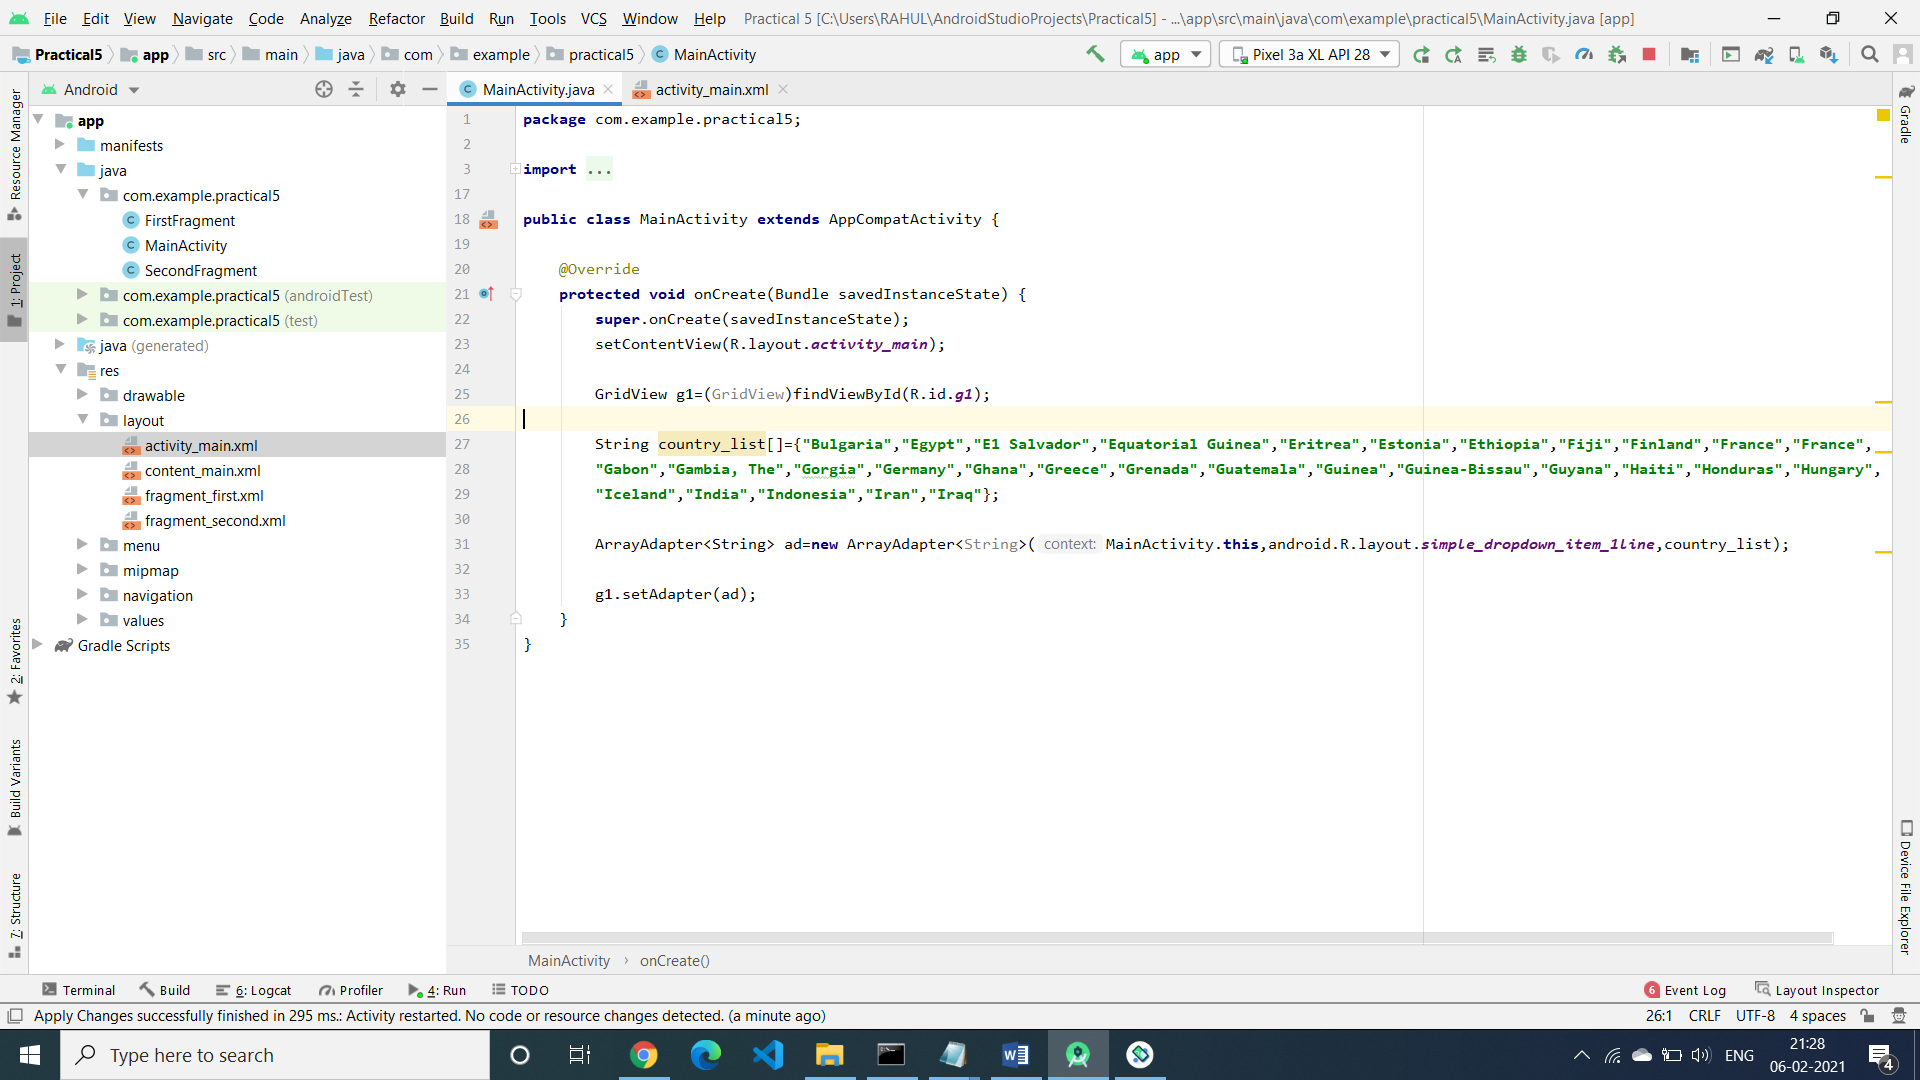 File Edit View Navigate Code Analyze Refactor Build Run Tools VCS Window Help Practical 5 [C:\Users\RAHUL\AndroidStudioProjects\Practical5] - ...\app\src\main\java\com\example\practical5\MainActivity.java [app]
Practical5 app src main java com example practical5 MainActivity app Pixel 3a XL API 28
Android
MainActivity.java activity_main.xml
Resource Manager
1: Project
2: Favorites
Build Variants
7: Structure
app
manifests
java
com.example.practical5
FirstFragment
MainActivity
SecondFragment
com.example.practical5 (androidTest)
com.example.practical5 (test)
java (generated)
res
drawable
layout
activity_main.xml
content_main.xml
fragment_first.xml
fragment_second.xml
menu
mipmap
navigation
values
Gradle Scripts
1 package com.example.practical5;
2
3 import ...
17
18 public class MainActivity extends AppCompatActivity {
19
20 @Override
21 protected void onCreate(Bundle savedInstanceState) {
22 super.onCreate(savedInstanceState);
23 setContentView(R.layout.activity_main);
24
25 GridView g1=(GridView)findViewById(R.id.g1);
26
27 String country_list[]={"Bulgaria","Egypt","E1 Salvador","Equatorial Guinea","Eritrea","Estonia","Ethiopia","Fiji","Finland","France","France",
28 "Gabon","Gambia, The","Gorgia","Germany","Ghana","Greece","Grenada","Guatemala","Guinea","Guinea-Bissau","Guyana","Haiti","Honduras","Hungary",
29 "Iceland","India","Indonesia","Iran","Iraq"};
30
31 ArrayAdapter<String> ad=new ArrayAdapter<String>( context: MainActivity.this,android.R.layout.simple_dropdown_item_1line,country_list);
32
33 g1.setAdapter(ad);
34 }
35 }
Gradle
Device File Explorer
MainActivity › onCreate()
Terminal Build 6: Logcat Profiler 4: Run TODO 6 Event Log Layout Inspector
Apply Changes successfully finished in 295 ms.: Activity restarted. No code or resource changes detected. (a minute ago) 26:1 CRLF UTF-8 4 spaces
Type here to search
ENG
21:28
06-02-2021
4